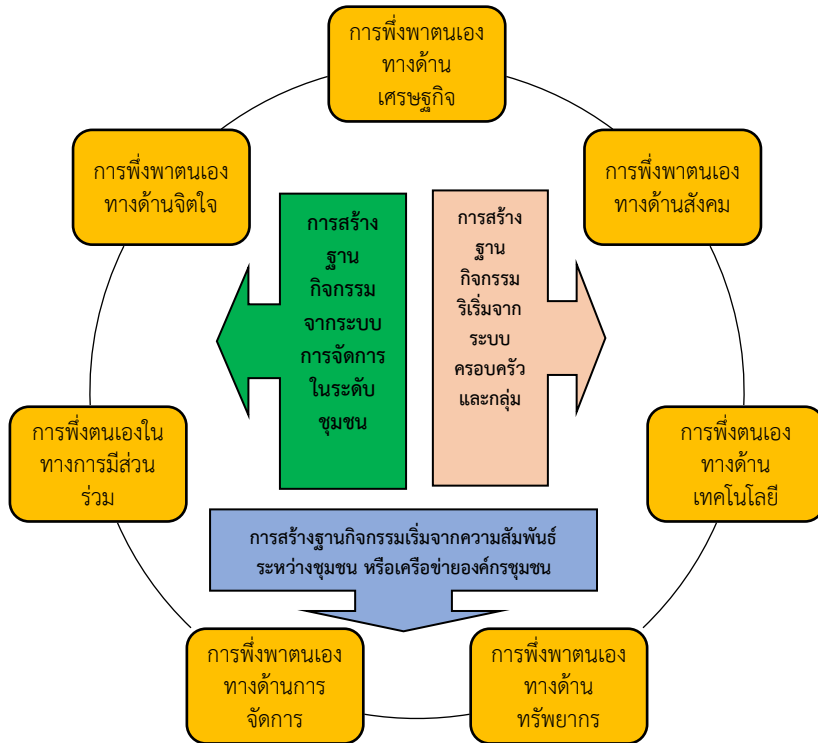 การพึ่งพาตนเอง
ทางด้าน
เศรษฐกิจ
การพึ่งพาตนเอง
ทางด้านจิตใจ
การพึ่งพาตนเอง
ทางด้านสังคม
การสร้าง
ฐาน
กิจกรรม
จากระบบ
การจัดการ
ในระดับ
ชุมชน
การสร้าง
ฐาน
กิจกรรม
ริเริ่มจาก
ระบบ
ครอบครัว
และกลุ่ม
การพึ่งตนเองใน
ทางการมีส่วน
ร่วม
การพึ่งตนเอง
ทางด้าน
เทคโนโลยี
การสร้างฐานกิจกรรมเริ่มจากความสัมพันธ์
ระหว่างชุมชน หรือเครือข่ายองค์กรชุมชน
การพึ่งพาตนเอง
ทางด้านการ
จัดการ
การพึ่งพาตนเอง
ทางด้าน
ทรัพยากร